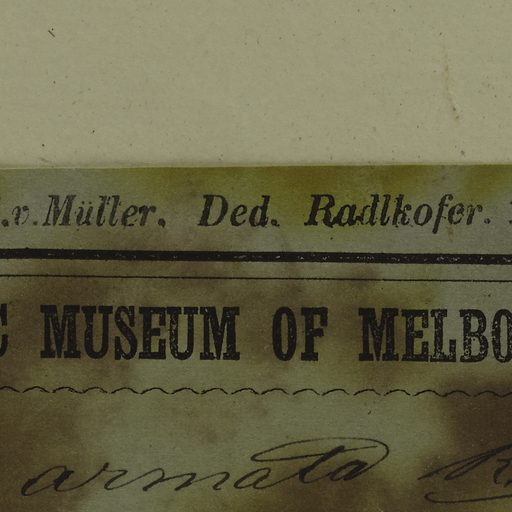 .v. Müller. Ded. Radlkofer.
C MUSEUM OF MELBO
armata R.